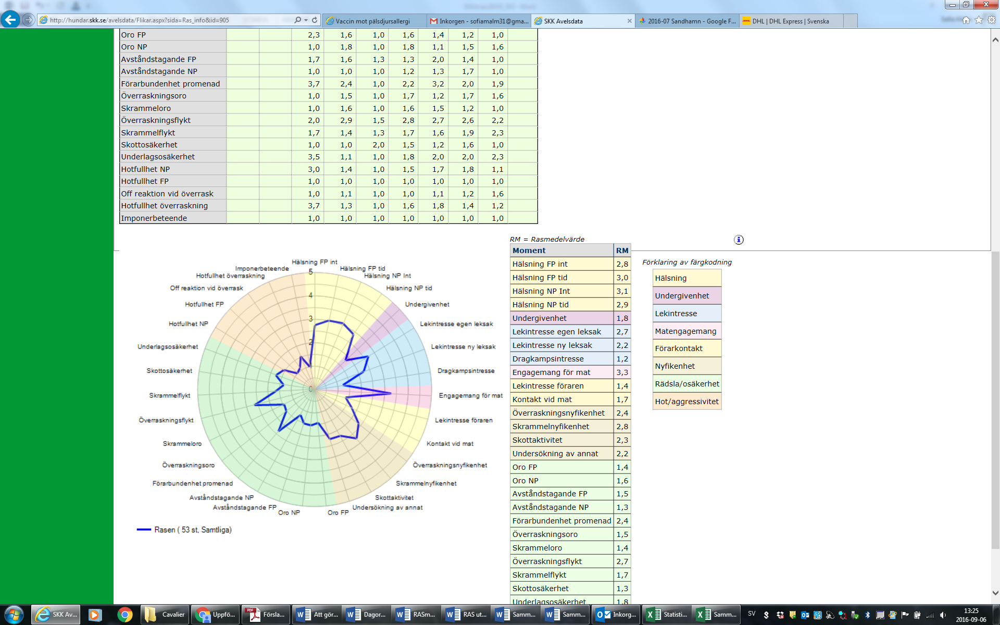 http://hundar.skk.se/avelsdata/Flikar.aspx?sida=Ras_info&id=905
Vaccin mot pälsdjursallergi
Inkorgen - sofiamalm31@gma...
SKK Avelsdata
2016-07 Sandhamn - Google F...
DHL | DHL Express | Svenska
Oro FP 2,3 1,6 1,0 1,6 1,4 1,2 1,0
Oro NP 1,0 1,8 1,0 1,8 1,1 1,5 1,6
Avståndstagande FP 1,7 1,6 1,3 1,3 2,0 1,4 1,0
Avståndstagande NP 1,0 1,0 1,0 1,2 1,3 1,7 1,0
Förarbundenhet promenad 3,7 2,4 1,0 2,2 3,2 2,0 1,9
Överraskningsoro 1,0 1,5 1,0 1,7 1,2 1,7 1,6
Skrammeloro 1,0 1,6 1,0 1,6 1,5 1,2 1,0
Överraskningsflykt 2,0 2,9 1,5 2,8 2,7 2,6 2,2
Skrammelflykt 1,7 1,4 1,3 1,7 1,6 1,9 2,3
Skottosäkerhet 1,0 1,0 2,0 1,5 1,2 1,6 1,0
Underlagsosäkerhet 3,5 1,1 1,0 1,8 2,0 2,0 2,3
Hotfullhet NP 3,0 1,4 1,0 1,5 1,7 1,8 1,1
Hotfullhet FP 1,0 1,0 1,0 1,0 1,0 1,0 1,0
Off reaktion vid överrask 1,0 1,1 1,0 1,0 1,1 1,2 1,6
Hotfullhet överraskning 3,7 1,3 1,0 1,6 1,8 1,4 1,2
Imponerbeteende 1,0 1,0 1,0 1,0 1,0 1,0 1,0
Hälsning FP int
Hälsning FP tid
Hälsning NP Int
Hälsning NP tid
Undergivenhet
Lekintresse egen leksak
Lekintresse ny leksak
Dragkampsintresse
Engagemang för mat
Lekintresse föraren
Kontakt vid mat
Överraskningsnyfikenhet
Skrammelnyfikenhet
Skottaktivitet
Undersökning av annat
Oro FP
Oro NP
Avståndstagande FP
Avståndstagande NP
Förarbundenhet promenad
Överraskningsoro
Skrammeloro
Överraskningsflykt
Skrammelflykt
Skottosäkerhet
Underlagsosäkerhet
Hotfullhet NP
Hotfullhet FP
Off reaktion vid överrask
Hotfullhet överraskning
Imponerbeteende
5
4
3
2
0
Rasen ( 53 st, Samtliga)
RM = Rasmedelvärde
Moment RM
Hälsning FP int 2,8
Hälsning FP tid 3,0
Hälsning NP Int 3,1
Hälsning NP tid 2,9
Undergivenhet 1,8
Lekintresse egen leksak 2,7
Lekintresse ny leksak 2,2
Dragkampsintresse 1,2
Engagemang för mat 3,3
Lekintresse föraren 1,4
Kontakt vid mat 1,7
Överraskningsnyfikenhet 2,4
Skrammelnyfikenhet 2,8
Skottaktivitet 2,3
Undersökning av annat 2,2
Oro FP 1,4
Oro NP 1,6
Avståndstagande FP 1,5
Avståndstagande NP 1,3
Förarbundenhet promenad 2,4
Överraskningsoro 1,5
Skrammeloro 1,4
Överraskningsflykt 2,7
Skrammelflykt 1,7
Skottosäkerhet 1,3
Underlagsosäkerhet 1,8
Förklaring av färgkodning
Hälsning
Undergivenhet
Lekintresse
Matengagemang
Förarkontakt
Nyfikenhet
Rädsla/osäkerhet
Hot/aggressivitet
SKK Av...
Cavalier
Uppfö...
Försla...
Att gör...
Dagor...
RASm...
RAS ut...
Samm...
Samm...
Inkorg...
Statisti...
Samm...
SV
13:25
2016-09-06